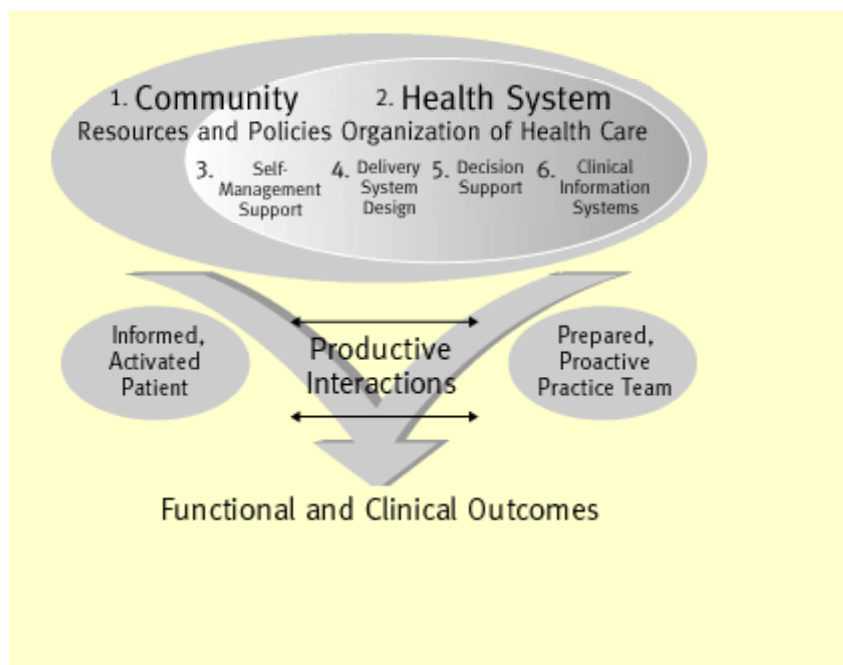 1. Community 2. Health System
Resources and Policies Organization of Health Care
3. Self-
Management
Support
4. Delivery
System
Design
5. Decision
Support
6. Clinical
Information
Systems
Informed,
Activated
Patient
Productive
Interactions
Prepared,
Proactive
Practice Team
Functional and Clinical Outcomes